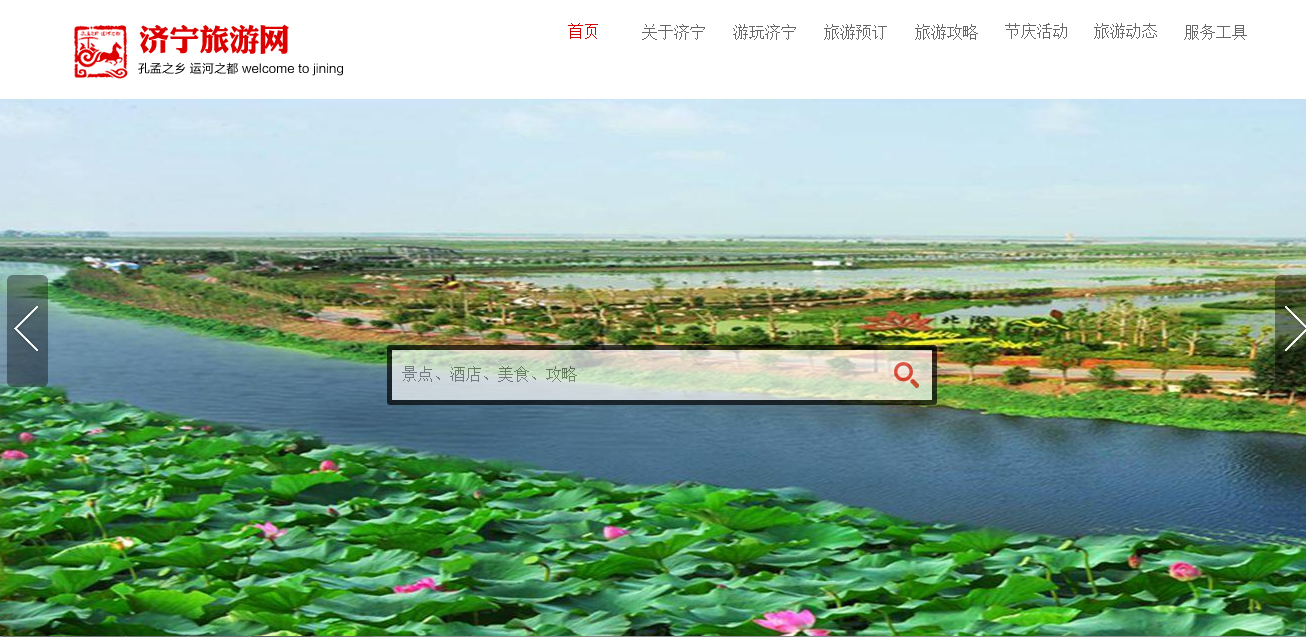 济宁旅游网
孔孟之乡 运河之都 welcome to jining
首页 关于济宁 游玩济宁 旅游预订 旅游攻略 节庆活动 旅游动态 服务工具
景点、酒店、美食、攻略